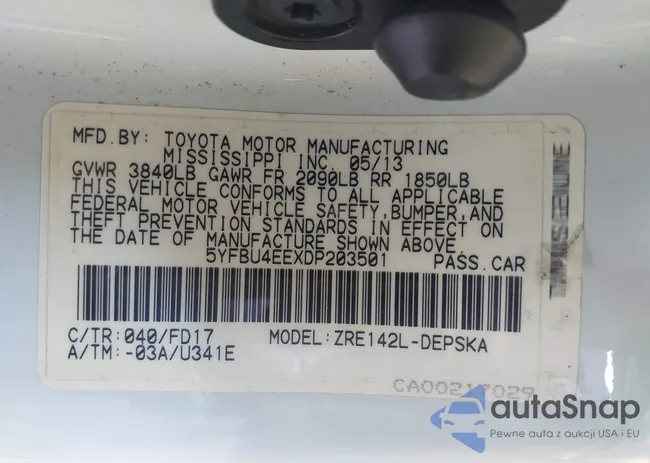 MFD.BY: TOYOTA MOTOR MANUFACTURING
MISSISSIPPI INC. 05/13
GVWR 3840LB GAWR FR 2090LB RR 1850LB
THIS VEHICLE CONFORMS TO ALL APPLICABLE
FEDERAL MOTOR VEHICLE SAFETY, BUMPER, AND
THEFT PREVENTION STANDARDS IN EFFECT ON
THE DATE OF MANUFACTURE SHOWN ABOVE.
5YFBU4EEXDP203501 PASS.CAR
C/TR:040/FD17 MODEL:ZRE142L-DEPSKA
A/TM:-03A/U341E
CA00217029
autaSnap
Pewne auta z aukcji USA i EU